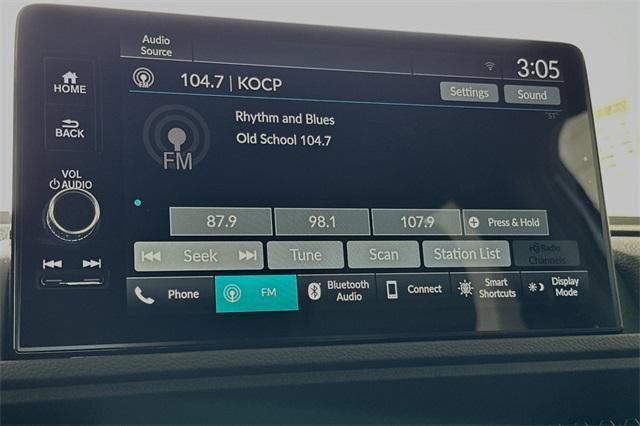 Audio
Source
3:05
HOME
104.7 | KOCP
Settings
Sound
Rhythm and Blues
BACK
Old School 104.7
FM
VOL
AUDIO
87.9
98.1
107.9
Press & Hold
Seek
Tune
Scan
Station List
Radio
Channels
Phone
FM
Bluetooth
Audio
Connect
Smart
Shortcuts
Display
Mode